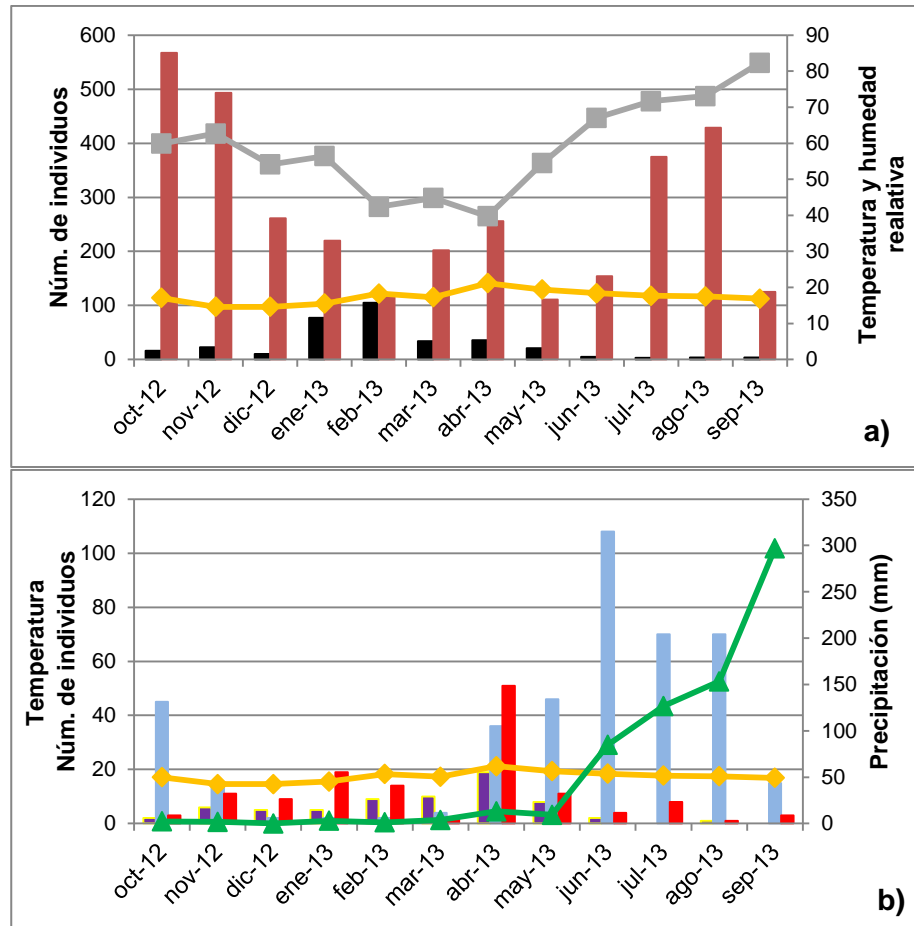 600
500
400
300
200
100
0
Núm. de individuos
90
80
70
60
50
40
30
20
10
0
Temperatura y humedad
realativa
oct-12
nov-12
dic-12
ene-13
feb-13
mar-13
abr-13
may-13
jun-13
jul-13
ago-13
sep-13
a)
120
100
80
60
40
20
0
Temperatura
Núm. de individuos
350
300
250
200
150
100
50
0
Precipitación (mm)
oct-12
nov-12
dic-12
ene-13
feb-13
mar-13
abr-13
may-13
jun-13
jul-13
ago-13
sep-13
b)